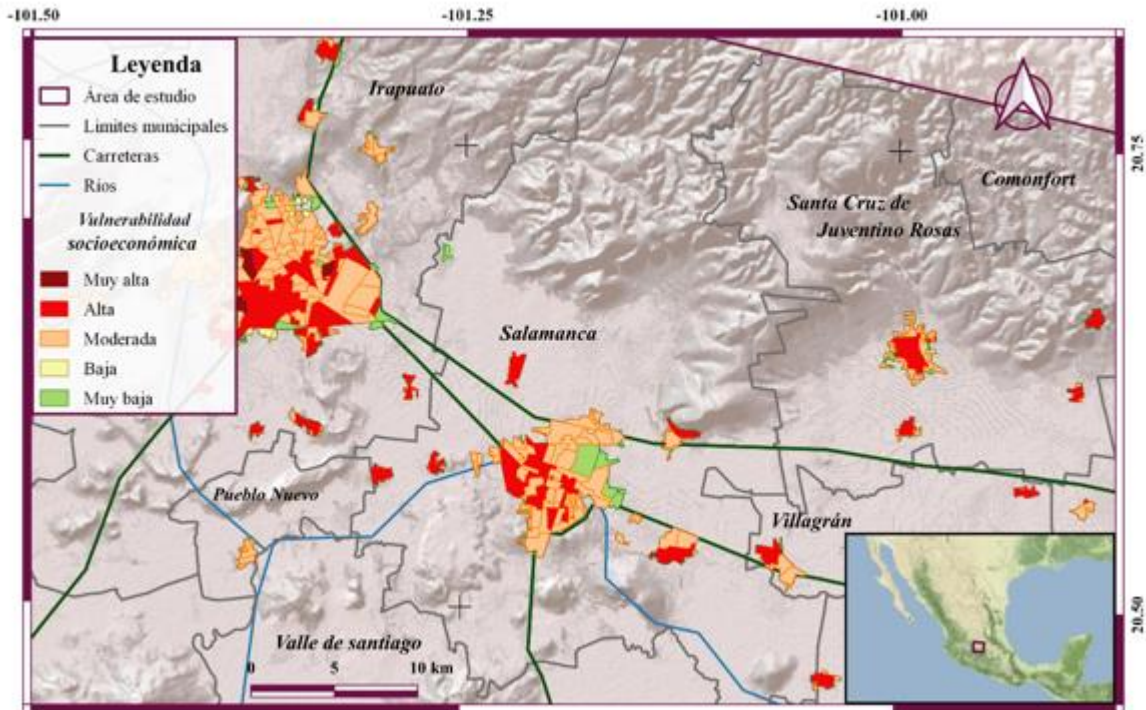 -101.50
-101.25
-101.00
Leyenda
Área de estudio
Limites municipales
Carreteras
Ríos
Vulnerabilidad
socioeconómica
Muy alta
Alta
Moderada
Baja
Muy baja
Irapuato
Comonfort
Santa Cruz de
Juventino Rosas
Salamanca
Pueblo Nuevo
Villagrán
Valle de santiago
0 5 10 km
20.75
20.50